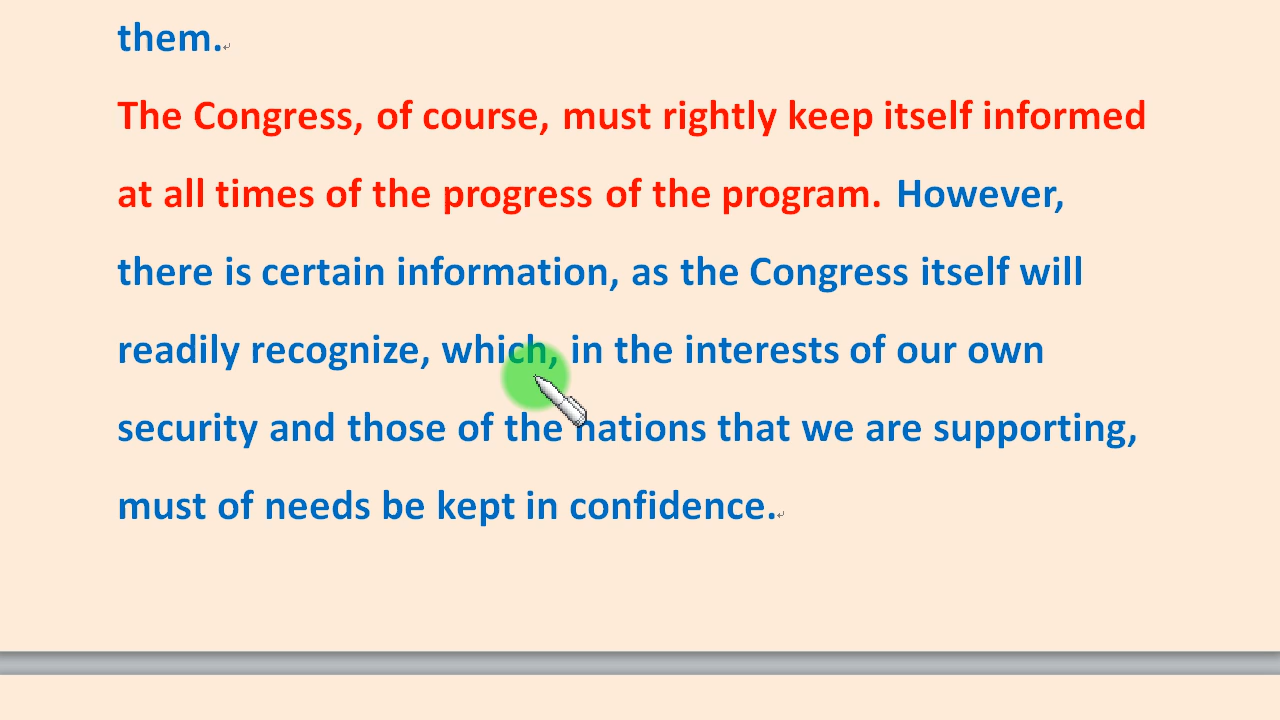 them.
The Congress, of course, must rightly keep itself informed
at all times of the progress of the program. However,
there is certain information, as the Congress itself will
readily recognize, which, in the interests of our own
security and those of the nations that we are supporting,
must of needs be kept in confidence.